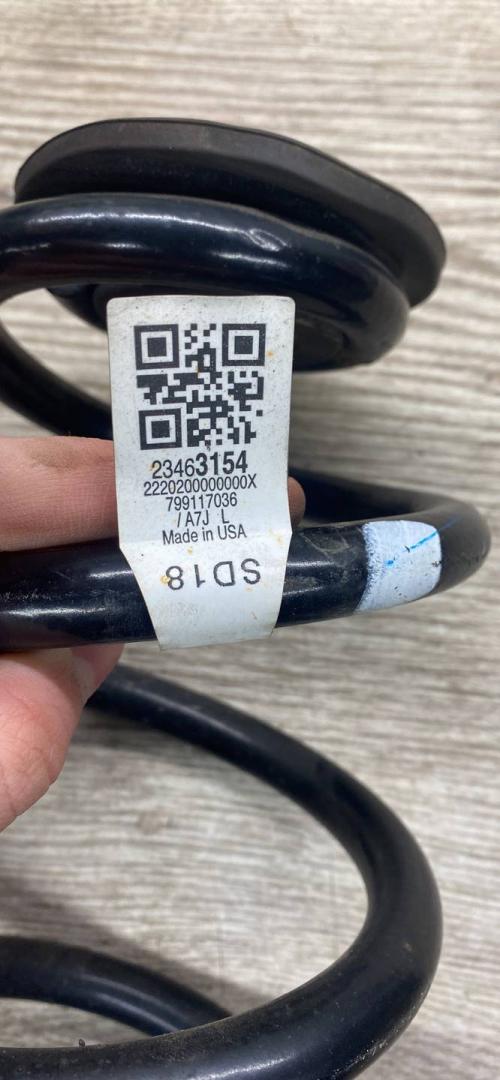 23463154
2220200000000X
799117036
/A7J L
Made in USA
SD18